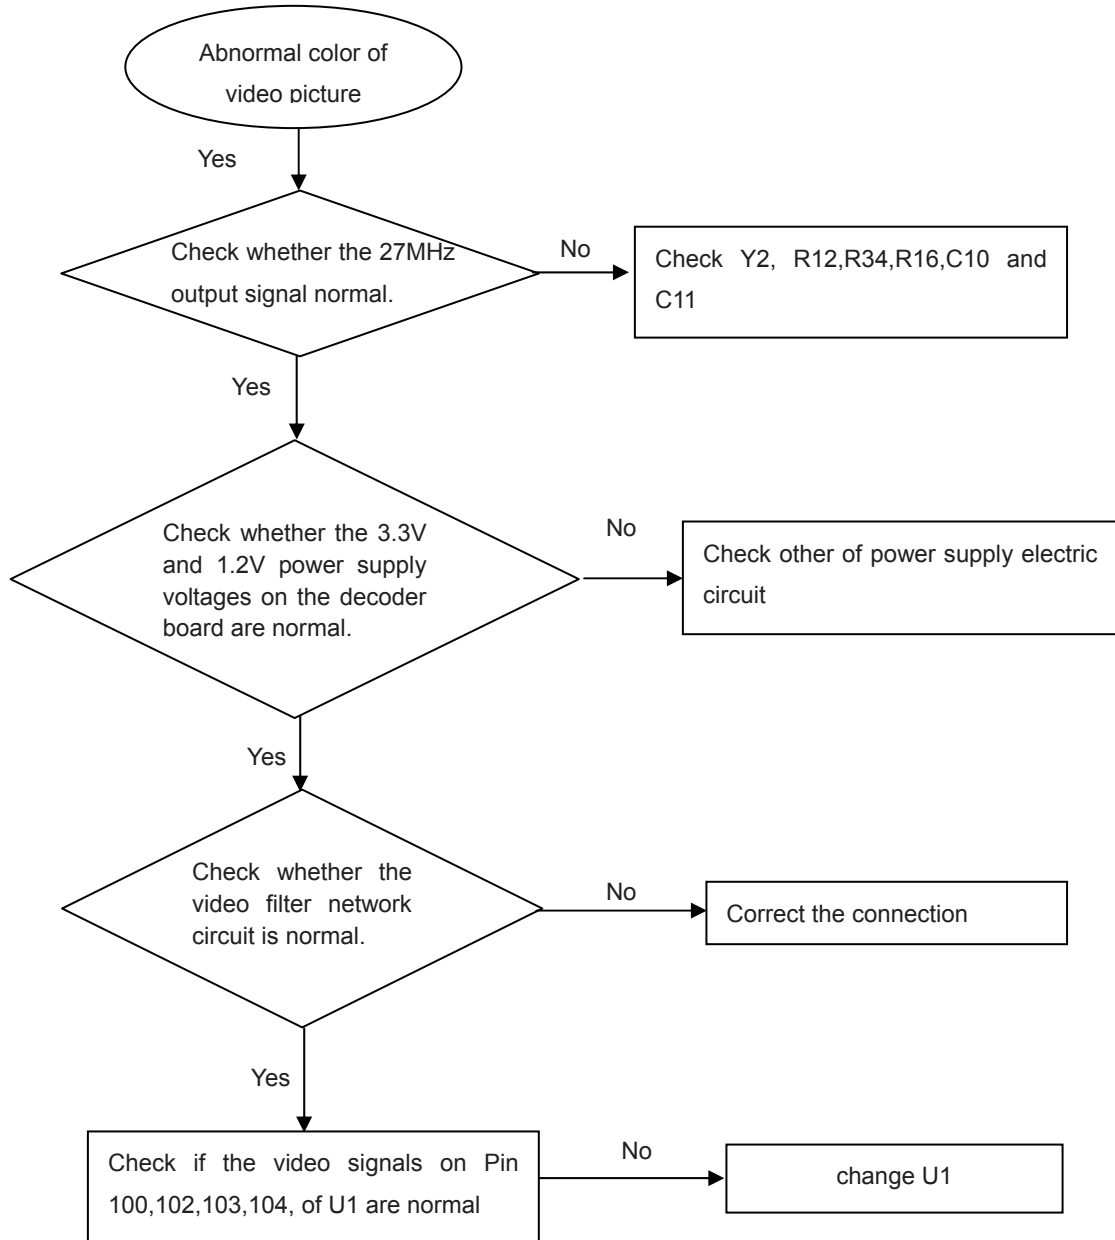 Abnormal color of
video picture
Yes
Check whether the 27MHz
output signal normal.
No
Check Y2, R12,R34,R16,C10 and
C11
Yes
Check whether the 3.3V
and 1.2V power supply
voltages on the decoder
board are normal.
No
Check other of power supply electric
circuit
Yes
Check whether the
video filter network
circuit is normal.
No
Correct the connection
Yes
Check if the video signals on Pin
100,102,103,104, of U1 are normal
No
change U1